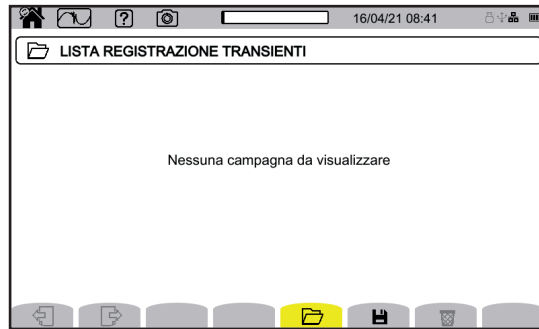 ?
16/04/21 08:41
LISTA REGISTRAZIONE TRANSIENTI
Nessuna campagna da visualizzare